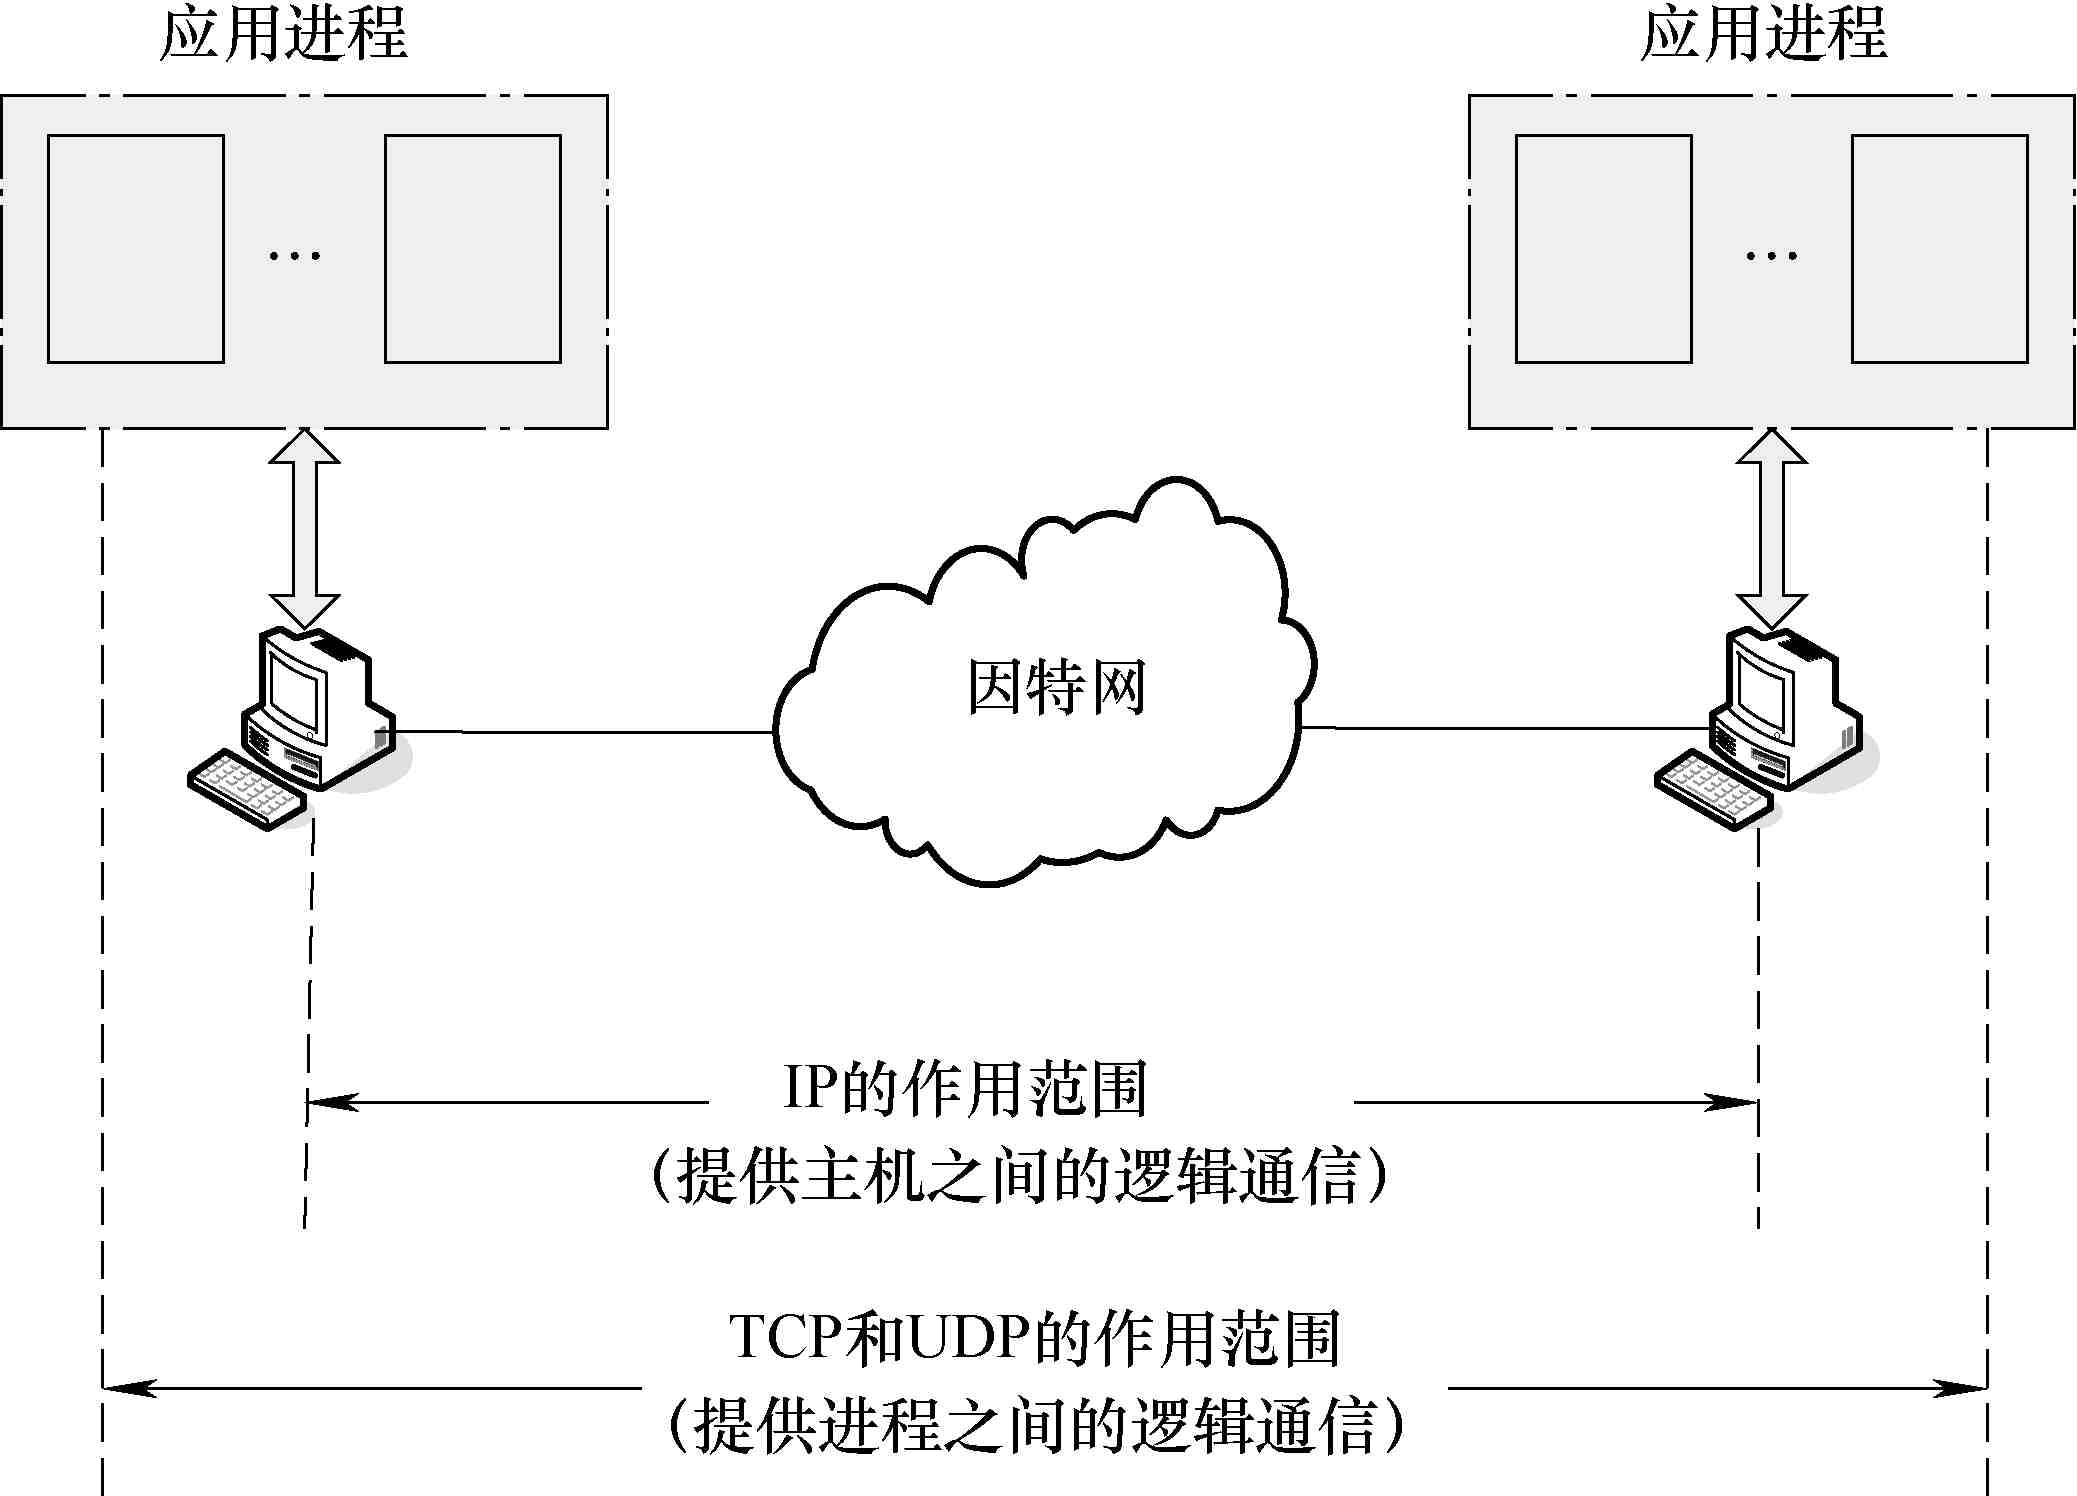 应用进程
应用进程
…
…
因特网
IP的作用范围
（提供主机之间的逻辑通信）
TCP和UDP的作用范围
（提供进程之间的逻辑通信）